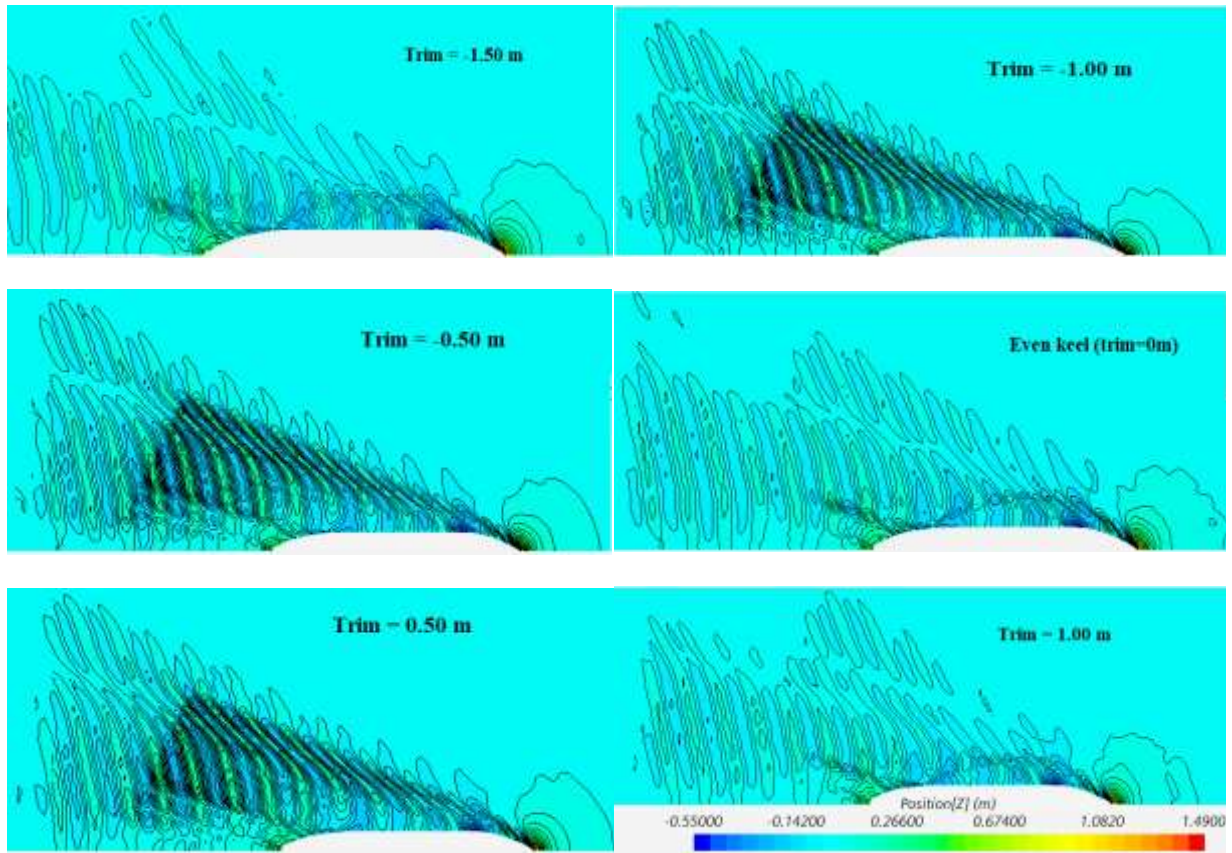 Trim = -1.50 m
Trim = -1.00 m
Trim = -0.50 m
Even keel (trim=0m)
Trim = 0.50 m
Trim = 1.00 m
Position[Z] (m)
-0.55000 -0.14200 0.26600 0.67400 1.0820 1.4900